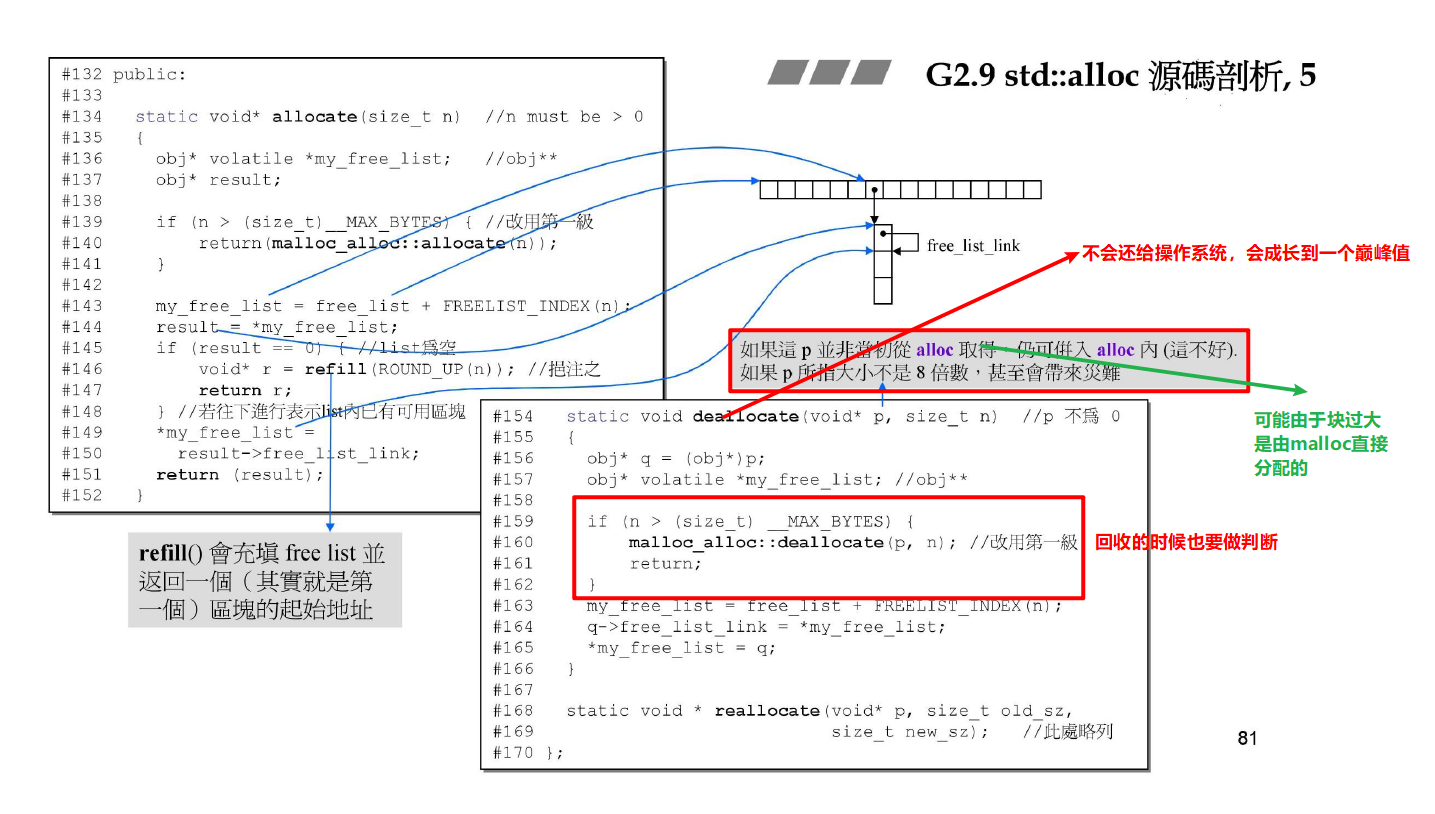 G2.9 std::alloc 源碼剖析, 5
#132 public:
#133
#134 static void* allocate(size_t n) //n must be > 0
#135 {
#136 obj* volatile *my_free_list; //obj**
#137 obj* result;
#138
#139 if (n > (size_t)__MAX_BYTES) { //改用第一級
#140 return(malloc_alloc::allocate(n));
#141 }
#142
#143 my_free_list = free_list + FREELIST_INDEX(n);
#144 result = *my_free_list;
#145 if (result == 0) { //list爲空
#146 void* r = refill(ROUND_UP(n)); //挹注之
#147 return r;
#148 } //若往下進行表示list內已有可用區塊
#149 *my_free_list =
#150 result->free_list_link;
#151 return (result);
#152 }
free_list_link
不会还给操作系统，会成长到一个巅峰值
如果這 p 並非當初從 alloc 取得，仍可併入 alloc 內 (這不好).
如果 p 所指大小不是 8 倍數，甚至會帶來災難
可能由于块过大
是由malloc直接
分配的
#154 static void deallocate(void* p, size_t n) //p 不爲 0
#155 {
#156 obj* q = (obj*)p;
#157 obj* volatile *my_free_list; //obj**
#158
#159 if (n > (size_t) __MAX_BYTES) {
#160 malloc_alloc::deallocate(p, n); //改用第一級
#161 return;
#162 }
#163 my_free_list = free_list + FREELIST_INDEX(n);
#164 q->free_list_link = *my_free_list;
#165 *my_free_list = q;
#166 }
#167
#168 static void * reallocate(void* p, size_t old_sz,
#169 size_t new_sz); //此處略列
#170 };
回收的时候也要做判断
refill() 會充塡 free list 並
返回一個（其實就是第
一個）區塊的起始地址
81